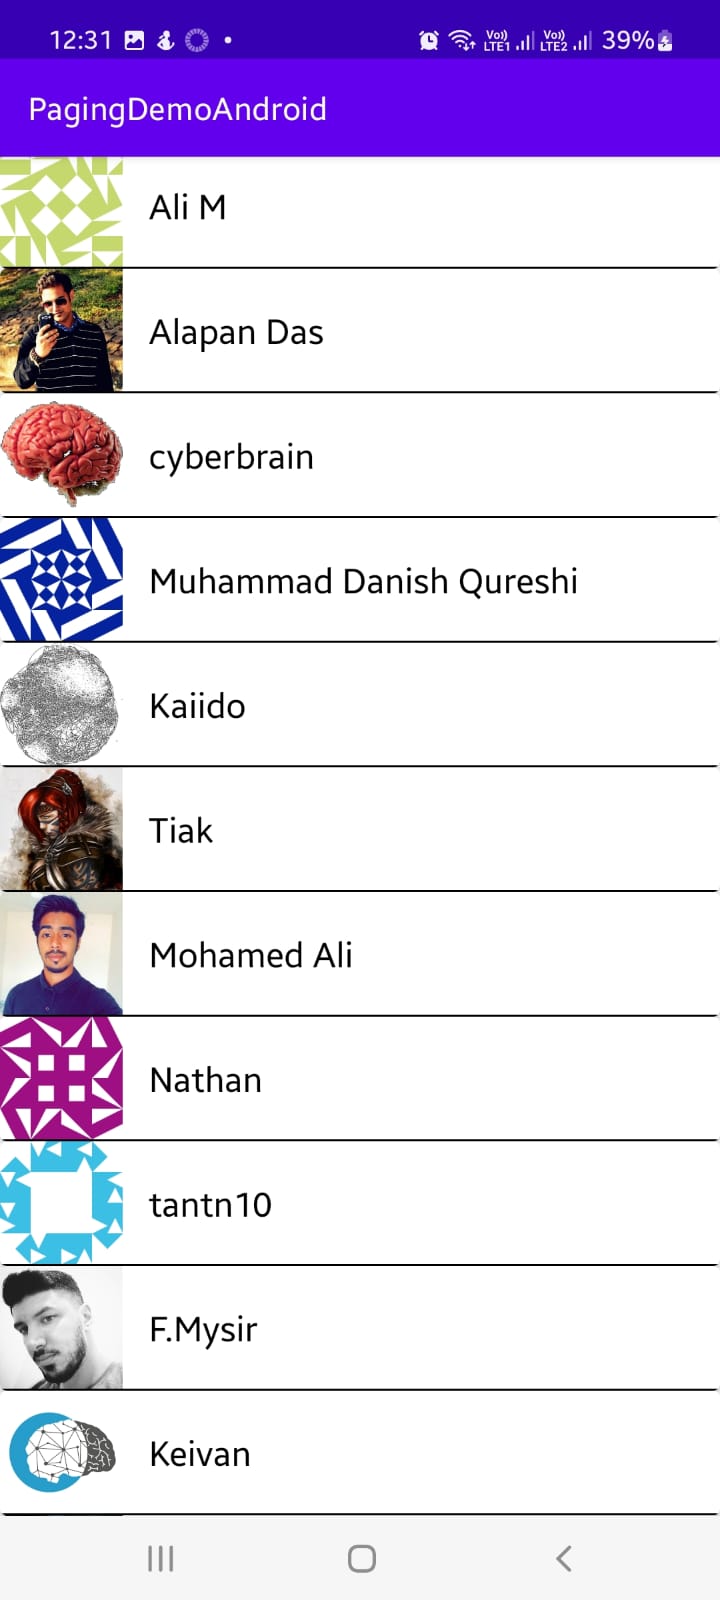 12:31 Vo)) LTE1 Vo)) LTE2 39%
PagingDemoAndroid
Ali M
Alapan Das
cyberbrain
Muhammad Danish Qureshi
Kaiido
Tiak
Mohamed Ali
Nathan
tantn10
F.Mysir
Keivan